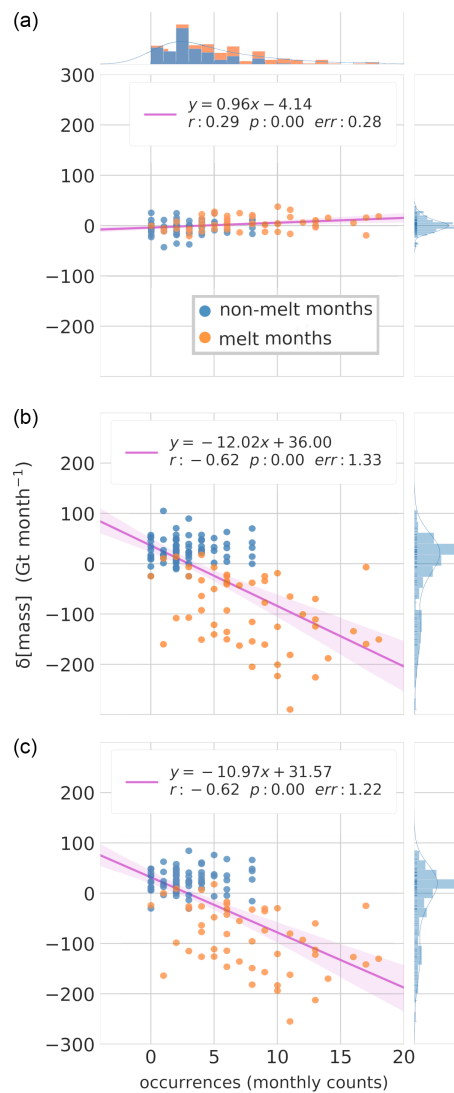 (a)
300
y = 0.96x − 4.14
r : 0.29 p : 0.00 err : 0.28
200
100
0
−100
non-melt months
melt months
−200
(b)
y = − 12.02x + 36.00
r : − 0.62 p : 0.00 err : 1.33
200
100
0
−100
−200
δ[mass] (Gt month⁻¹)
(c)
y = − 10.97x + 31.57
r : − 0.62 p : 0.00 err : 1.22
200
100
0
−100
−200
−300
0 5 10 15 20
occurrences (monthly counts)